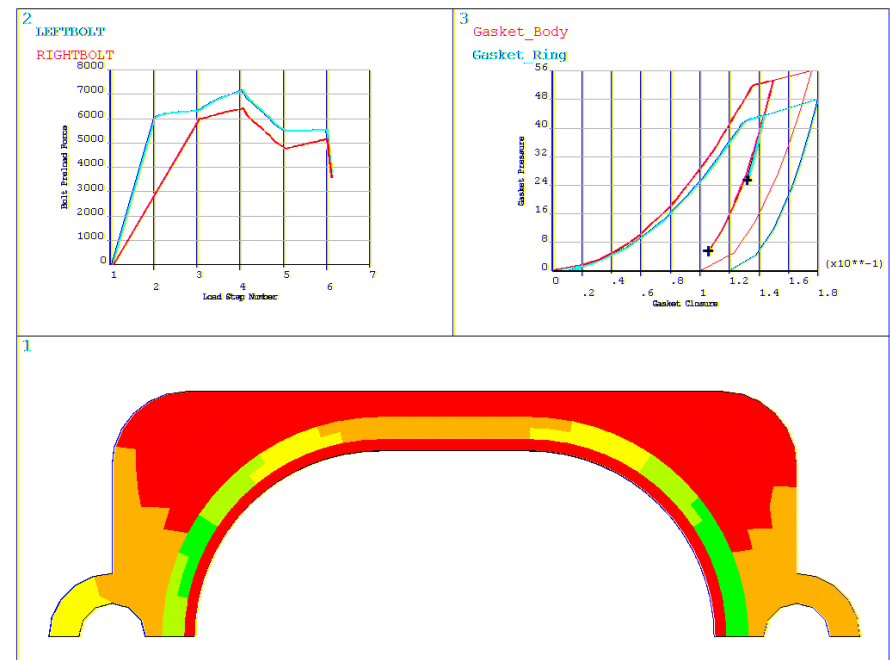 2
LEFTBOLT
RIGHTBOLT
8000
7000
6000
5000
4000
3000
2000
1000
0
Bolt Preload Force
1 2 3 4 5 6 7
Load Step Number
3
Gasket_Body
Gasket_Ring
56
48
40
32
24
16
8
0
Gasket Pressure
0 .2 .4 .6 .8 1 1.2 1.4 1.6 1.8
(x10**-1)
Gasket Closure
1